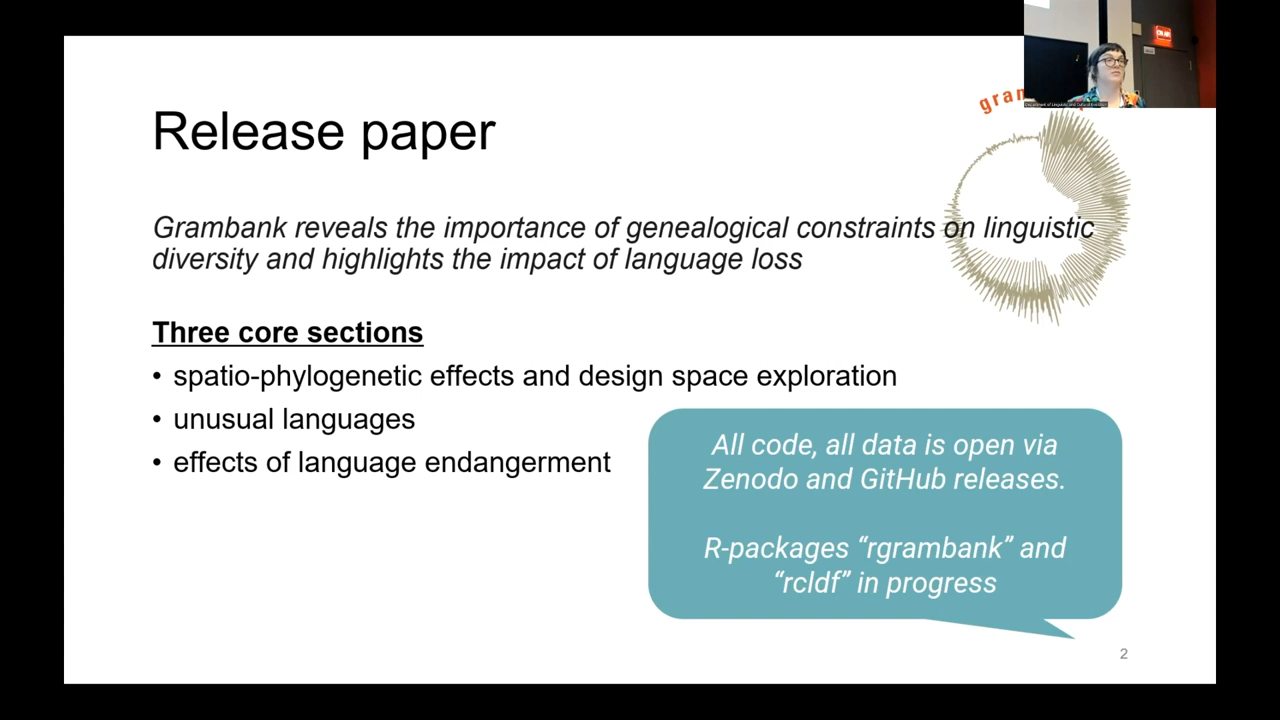 Release paper
Grambank reveals the importance of genealogical constraints on linguistic
diversity and highlights the impact of language loss
Three core sections
• spatio-phylogenetic effects and design space exploration
• unusual languages
• effects of language endangerment
All code, all data is open via
Zenodo and GitHub releases.
R-packages “rgrambank” and
“rcldf” in progress
2